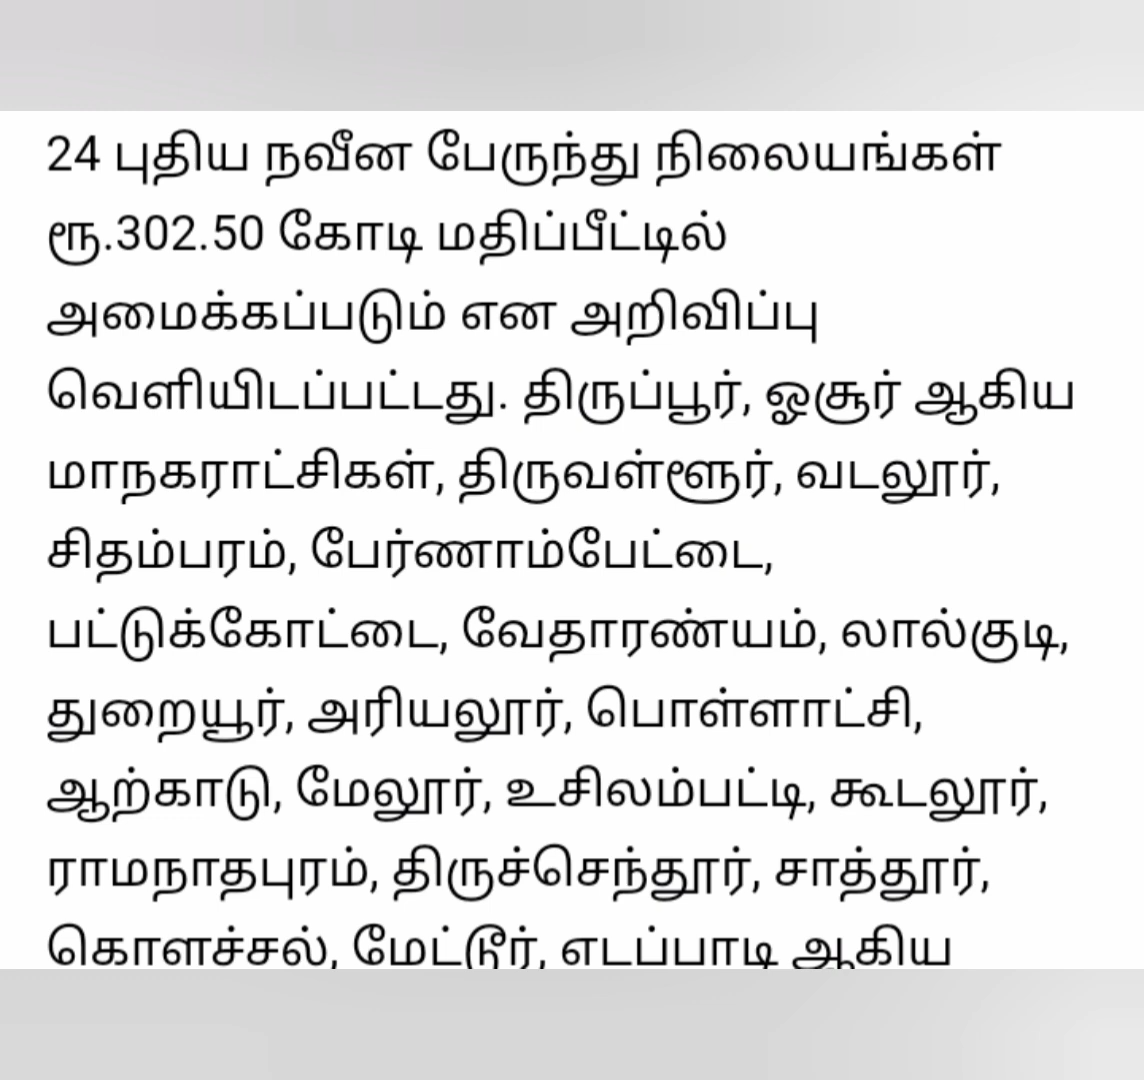 24 புதிய நவீன பேருந்து நிலையங்கள்
ரூ.302.50 கோடி மதிப்பீட்டில்
அமைக்கப்படும் என அறிவிப்பு
வெளியிடப்பட்டது. திருப்பூர், ஓசூர் ஆகிய
மாநகராட்சிகள், திருவள்ளூர், வடலூர்,
சிதம்பரம், பேர்ணாம்பேட்டை,
பட்டுக்கோட்டை, வேதாரண்யம், லால்குடி,
துறையூர், அரியலூர், பொள்ளாட்சி,
ஆற்காடு, மேலூர், உசிலம்பட்டி, கூடலூர்,
ராமநாதபுரம், திருச்செந்தூர், சாத்தூர்,
கொளச்சல், மேட்டூர், எடப்பாடி ஆகிய